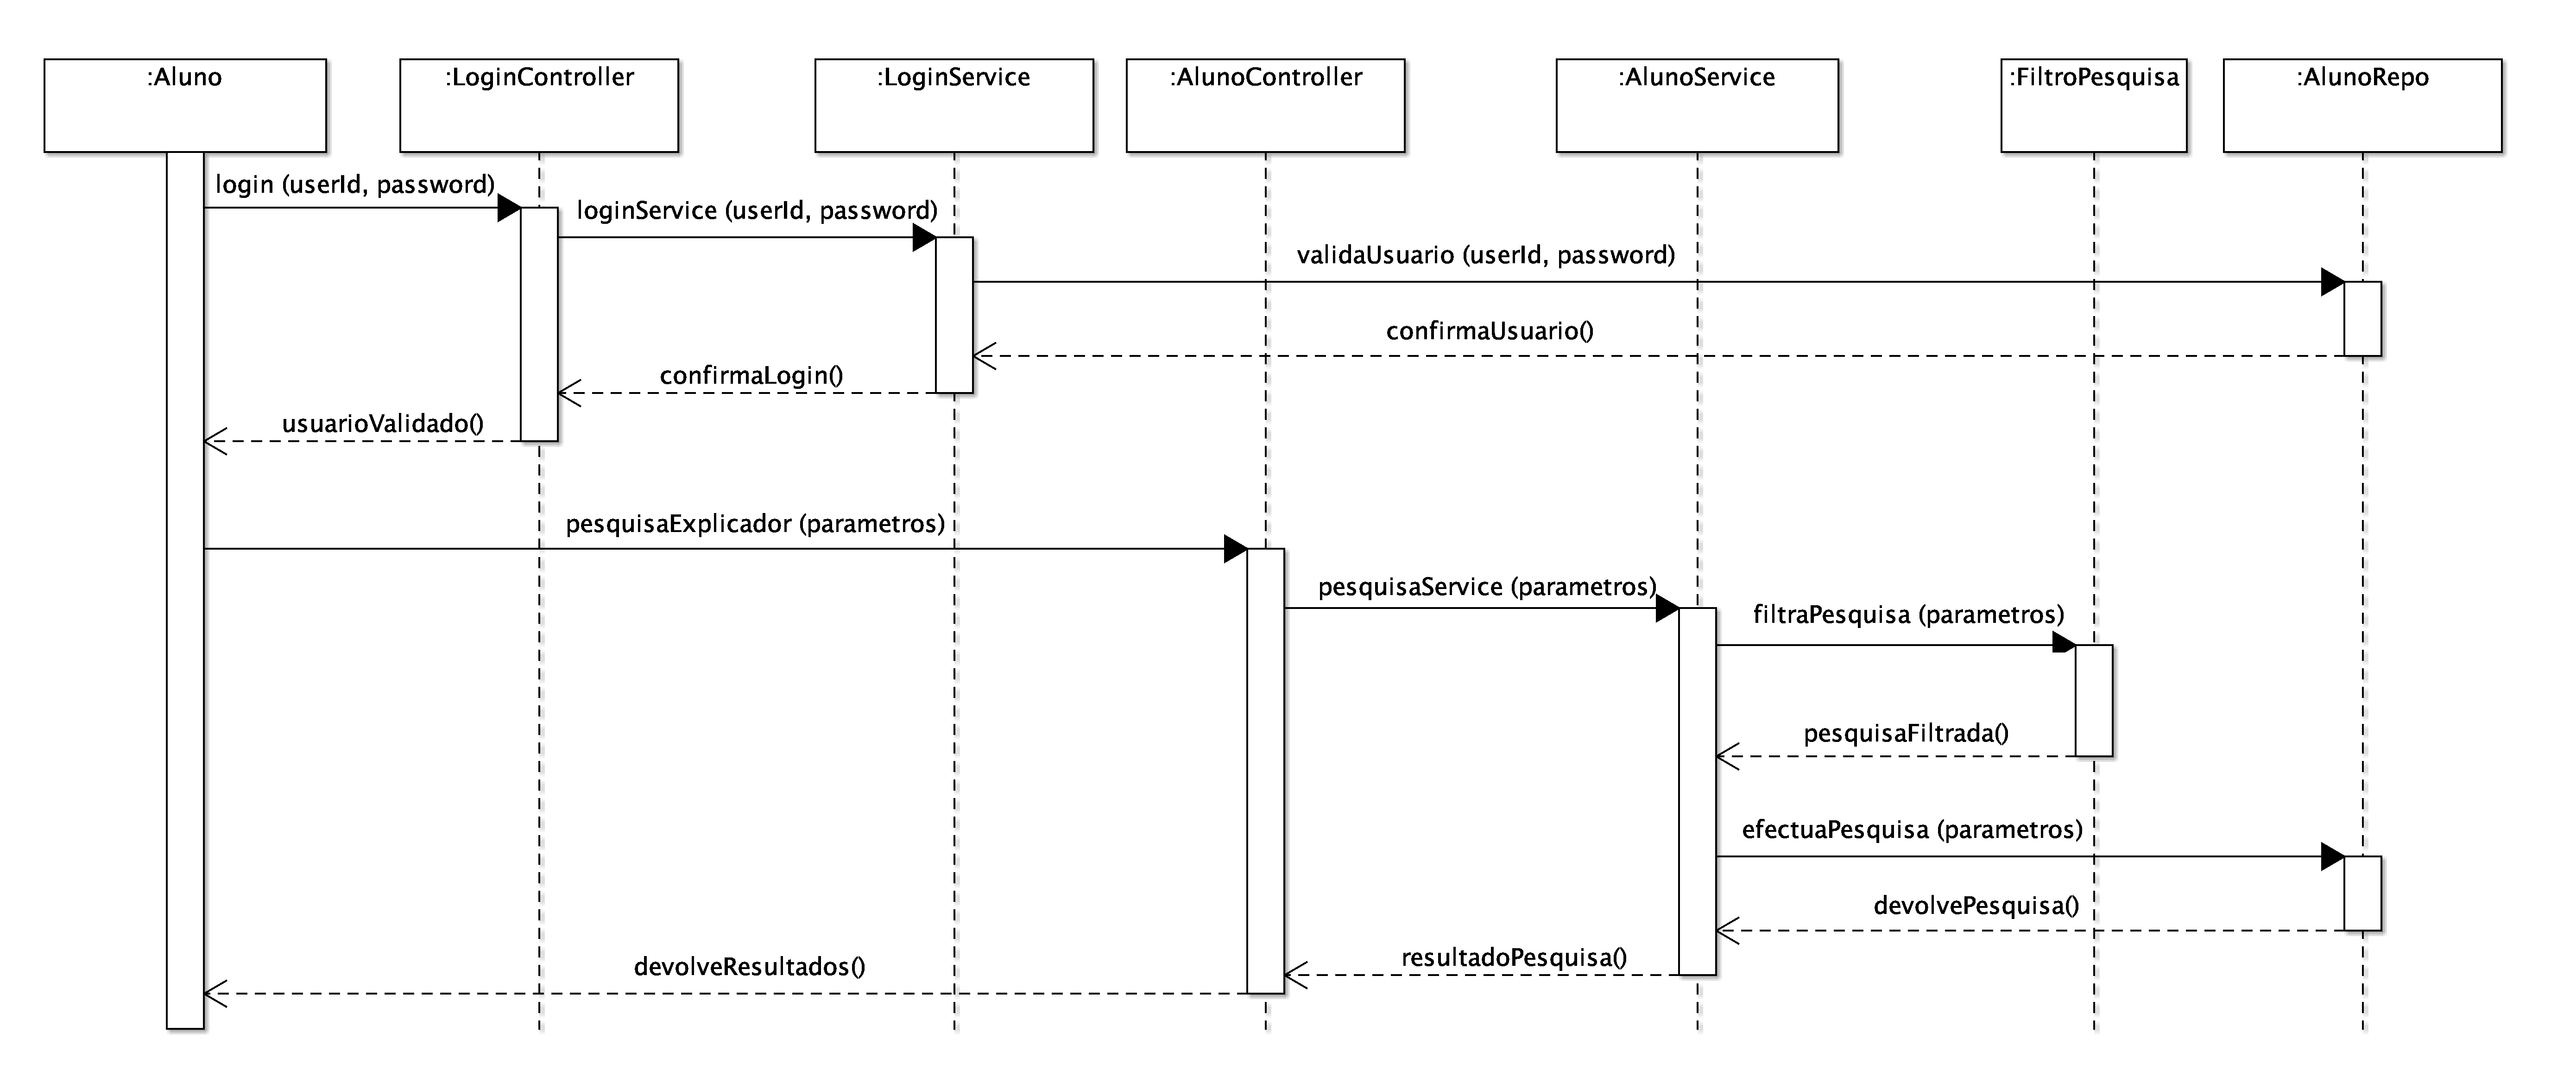 :Aluno
:LoginController
:LoginService
:AlunoController
:AlunoService
:FiltroPesquisa
:AlunoRepo
login (userId, password)
loginService (userId, password)
validaUsuario (userId, password)
confirmaUsuario()
confirmaLogin()
usuarioValidado()
pesquisaExplicador (parametros)
pesquisaService (parametros)
filtraPesquisa (parametros)
pesquisaFiltrada()
efectuaPesquisa (parametros)
devolvePesquisa()
resultadoPesquisa()
devolveResultados()